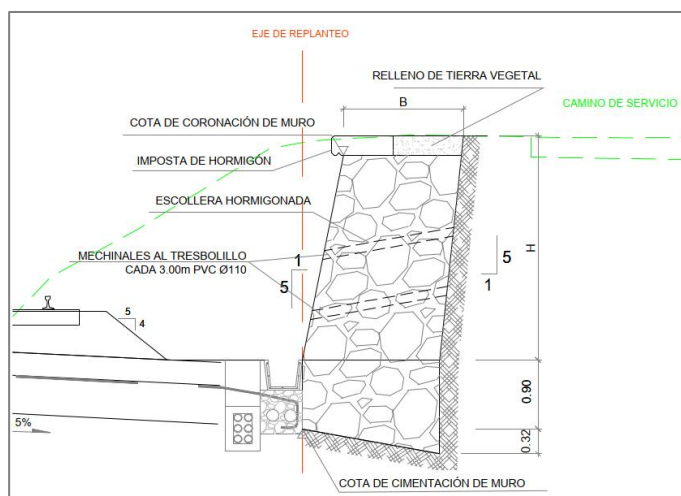 EJE DE REPLANTEO
RELLENO DE TIERRA VEGETAL
B
CAMINO DE SERVICIO
COTA DE CORONACIÓN DE MURO
IMPOSTA DE HORMIGÓN
ESCOLLERA HORMIGONADA
H
MECHINALES AL TRESBOLILLO
CADA 3.00m PVC Ø110
1
5
5
1
5
4
0.90
5%
0.32
COTA DE CIMENTACIÓN DE MURO